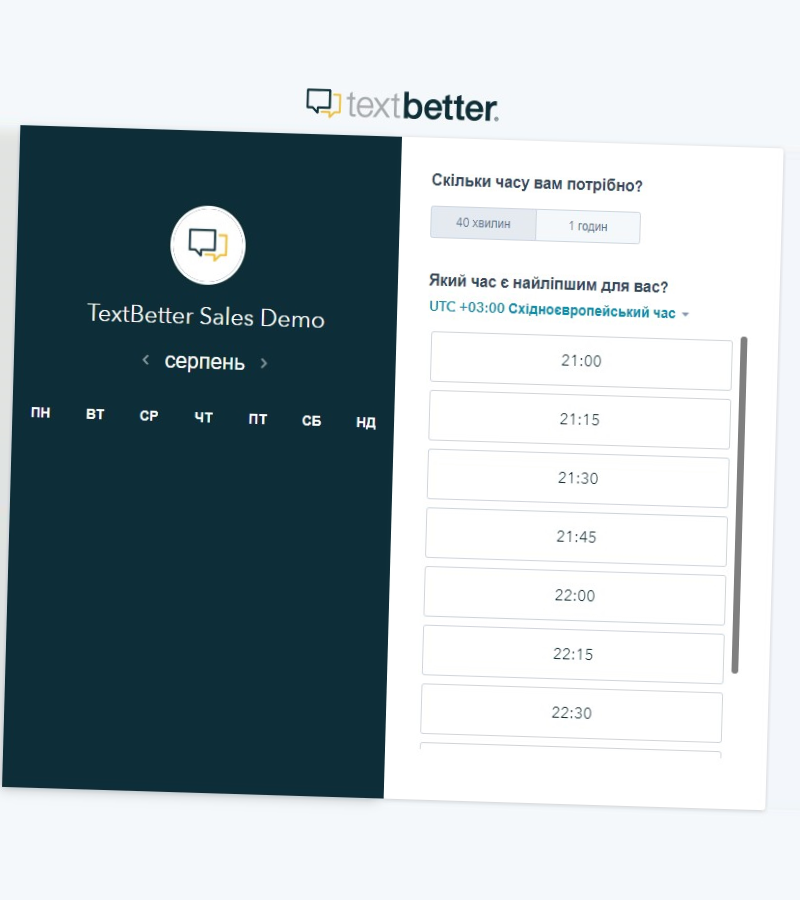 textbetter.
TextBetter Sales Demo
серпень
ПН ВТ СР ЧТ ПТ СБ НД
Скільки часу вам потрібно?
40 хвилин 1 годин
Який час є найліпшим для вас?
UTC +03:00 Східноєвропейський час
21:00
21:15
21:30
21:45
22:00
22:15
22:30